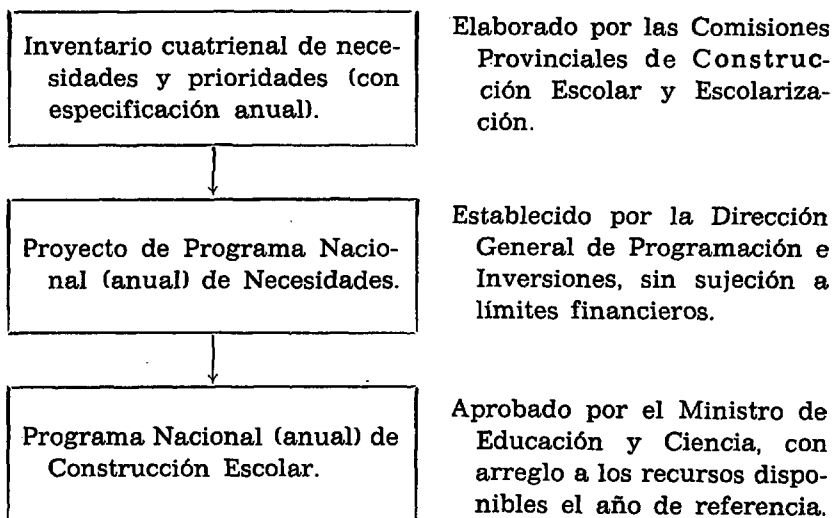 Inventario cuatrienal de nece-
sidades y prioridades (con
especificación anual).
Elaborado por las Comisiones
Provinciales de Construc-
ción Escolar y Escolariza-
ción.
Proyecto de Programa Nacio-
nal (anual) de Necesidades.
Establecido por la Dirección
General de Programación e
Inversiones, sin sujeción a
límites financieros.
Programa Nacional (anual) de
Construcción Escolar.
Aprobado por el Ministro de
Educación y Ciencia, con
arreglo a los recursos dispo-
nibles el año de referencia.